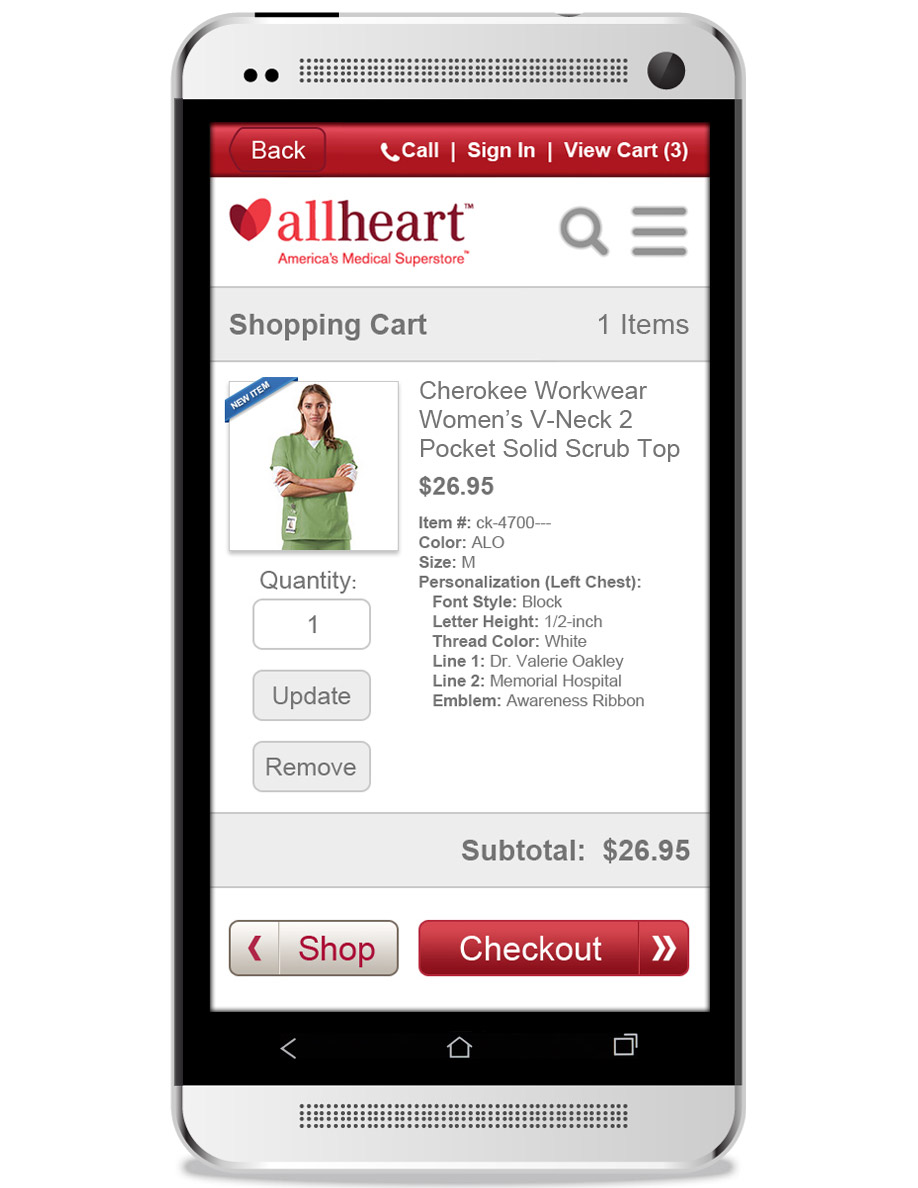 Back
Call | Sign In | View Cart (3)
allheart™
America's Medical Superstore™
Shopping Cart
1 Items
NEW ITEM
Cherokee Workwear
Women’s V-Neck 2
Pocket Solid Scrub Top
$26.95
Item #: ck-4700---
Color: ALO
Size: M
Personalization (Left Chest):
Font Style: Block
Letter Height: 1/2-inch
Thread Color: White
Line 1: Dr. Valerie Oakley
Line 2: Memorial Hospital
Emblem: Awareness Ribbon
Quantity:
1
Update
Remove
Subtotal: $26.95
Shop
Checkout